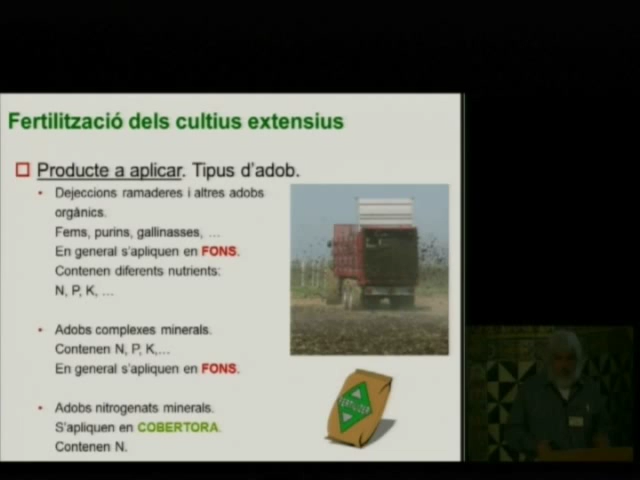 Fertilització dels cultius extensius
Producte a aplicar. Tipus d'adob.
• Dejeccions ramaderes i altres adobs
orgànics.
Fems, purins, gallinasses, ...
En general s'apliquen en FONS.
Contenen diferents nutrients:
N, P, K, ...
• Adobs complexes minerals.
Contenen N, P, K,...
En general s'apliquen en FONS.
• Adobs nitrogenats minerals.
S'apliquen en COBERTORA.
Contenen N.